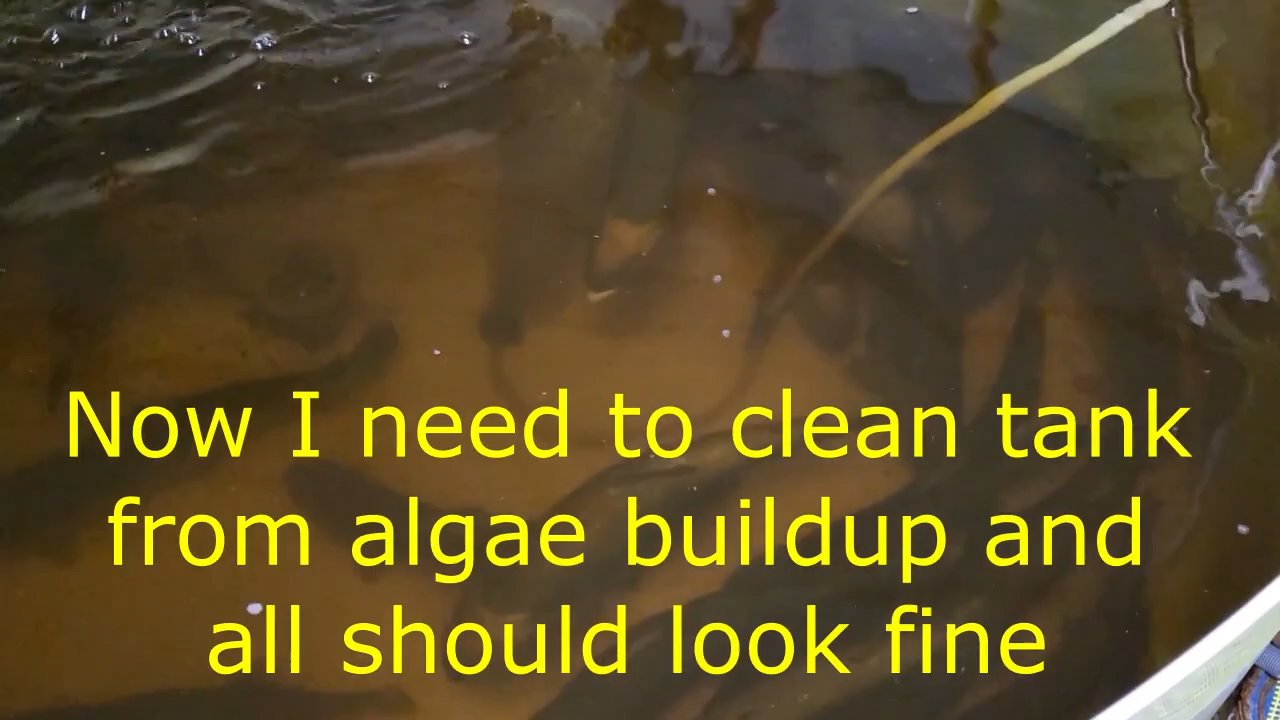 Now I need to clean tank
from algae buildup and
all should look fine